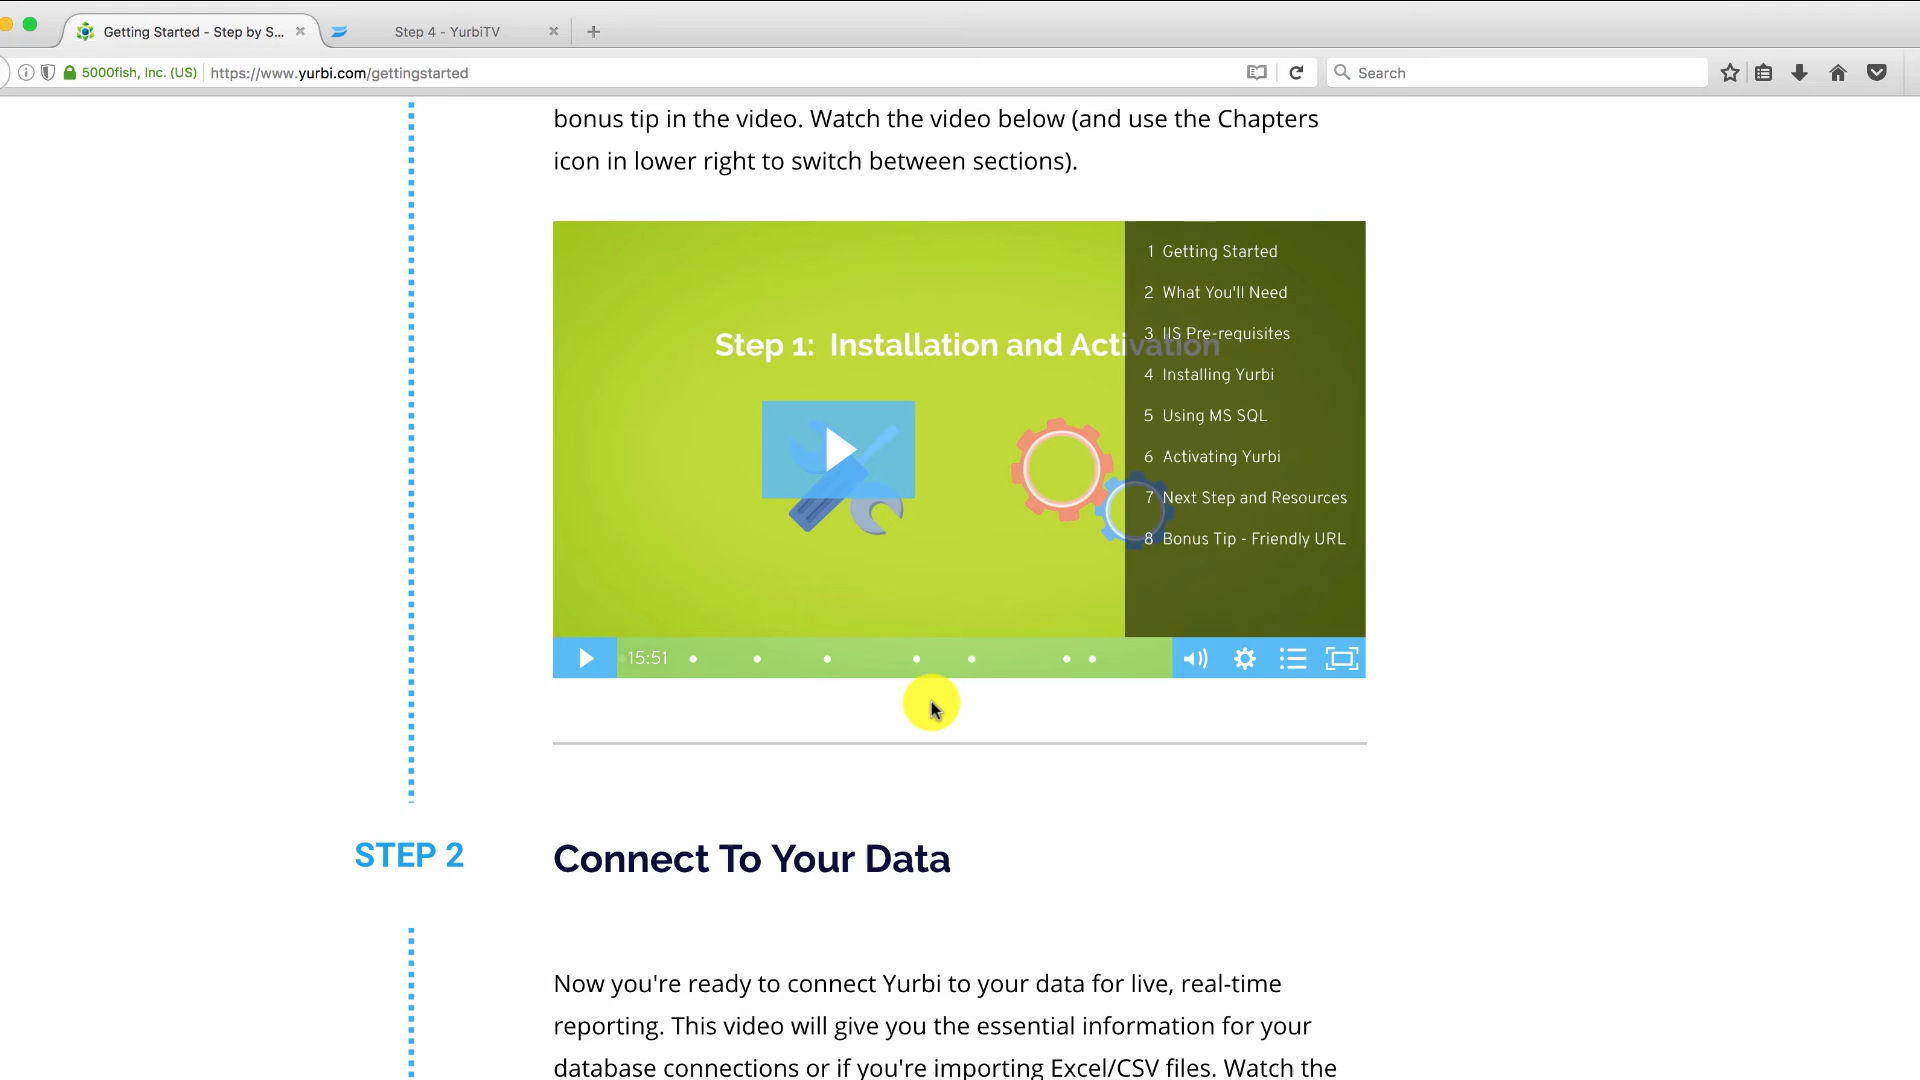 Getting Started - Step by S...
Step 4 - YurbiTV
5000fish, Inc. (US)
https://www.yurbi.com/gettingstarted
Search
bonus tip in the video. Watch the video below (and use the Chapters
icon in lower right to switch between sections).
Step 1: Installation and Activation
1 Getting Started
2 What You'll Need
3 IIS Pre-requisites
4 Installing Yurbi
5 Using MS SQL
6 Activating Yurbi
7 Next Step and Resources
8 Bonus Tip - Friendly URL
15:51
STEP 2
Connect To Your Data
Now you're ready to connect Yurbi to your data for live, real-time
reporting. This video will give you the essential information for your
database connections or if you're importing Excel/CSV files. Watch the